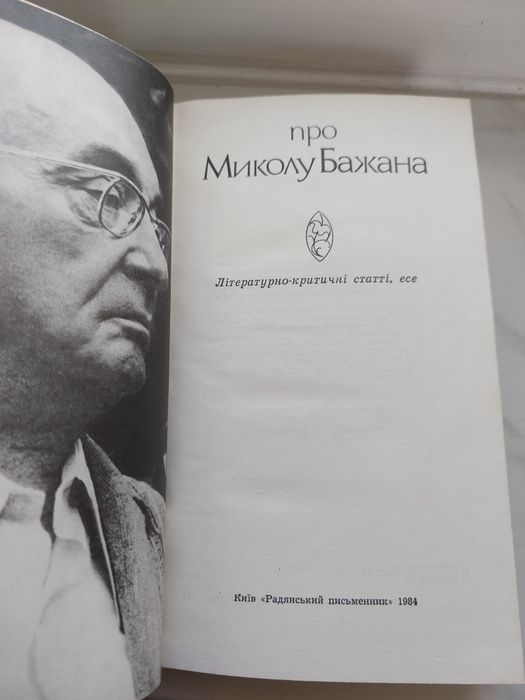 про
Миколу Бажана
Літературно-критичні статті, есе
Київ «Радянський письменник» 1984